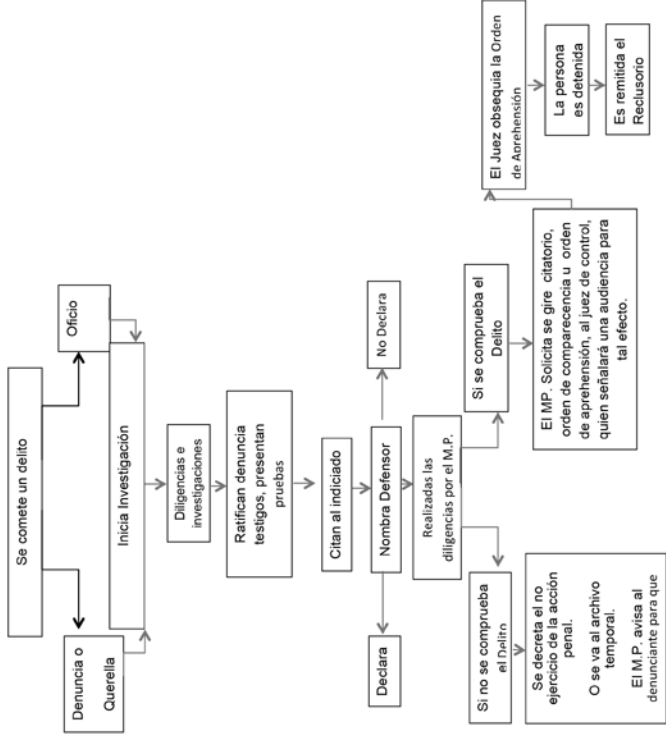 Se comete un delito
Denuncia o
Querella
Oficio
Inicia Investigación
Diligencias e
investigaciones
Ratifican denuncia
testigos, presentan
pruebas
Citan al indiciado
Nombra Defensor
Declara
No Declara
Realizadas las
diligencias por el M.P.
Si no se comprueba
el Delito
Se decreta el no
ejercicio de la acción
penal.
O se va al archivo
temporal.
El M.P. avisa al
denunciante para que
Si se comprueba el
Delito
El MP. Solicita se gire citatorio,
orden de comparecencia u orden
de aprehensión, al juez de control,
quien señalará una audiencia para
tal efecto.
El Juez obsequia la Orden
de Aprehensión
La persona
es detenida
Es remitida el
Reclusorio